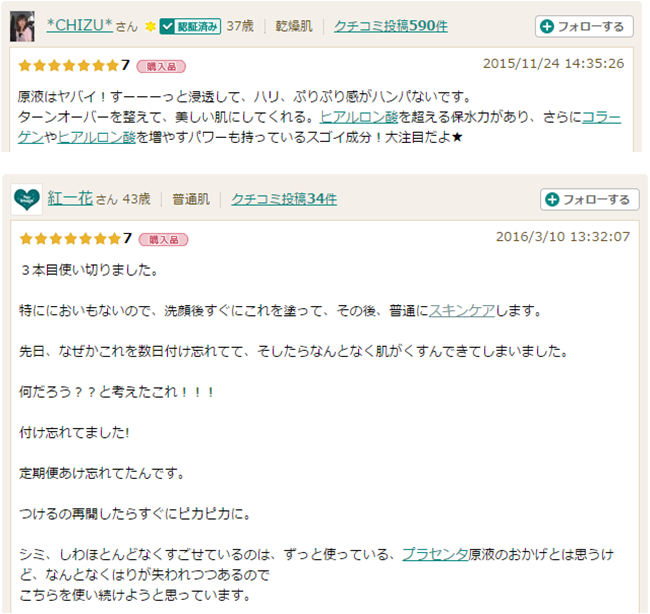 *CHIZU*さん 認証済み 37歳 乾燥肌 クチコミ投稿590件 フォローする
7 購入品 2015/11/24 14:35:26
原液はヤバイ！すーーーっと浸透して、ハリ、ぷりぷり感がハンパないです。
ターンオーバーを整えて、美しい肌にしてくれる。ヒアルロン酸を超える保水力があり、さらにコラー
ゲンやヒアルロン酸を増やすパワーも持っているスゴイ成分！大注目だよ★
紅一花さん 43歳 普通肌 クチコミ投稿34件 フォローする
7 購入品 2016/3/10 13:32:07
３本目使い切りました。
特ににおいもないので、洗顔後すぐにこれを塗って、その後、普通にスキンケアします。
先日、なぜかこれを数日付け忘れてて、そしたらなんとなく肌がくすんできてしまいました。
何だろう？？と考えたこれ！！！
付け忘れてました!
定期便あけ忘れてたんです。
つけるの再開したらすぐにピカピカに。
シミ、しわほとんどなくすごせているのは、ずっと使っている、プラセンタ原液のおかげとは思うけ
ど、なんとなくはりが失われつつあるので
こちらを使い続けようと思っています。